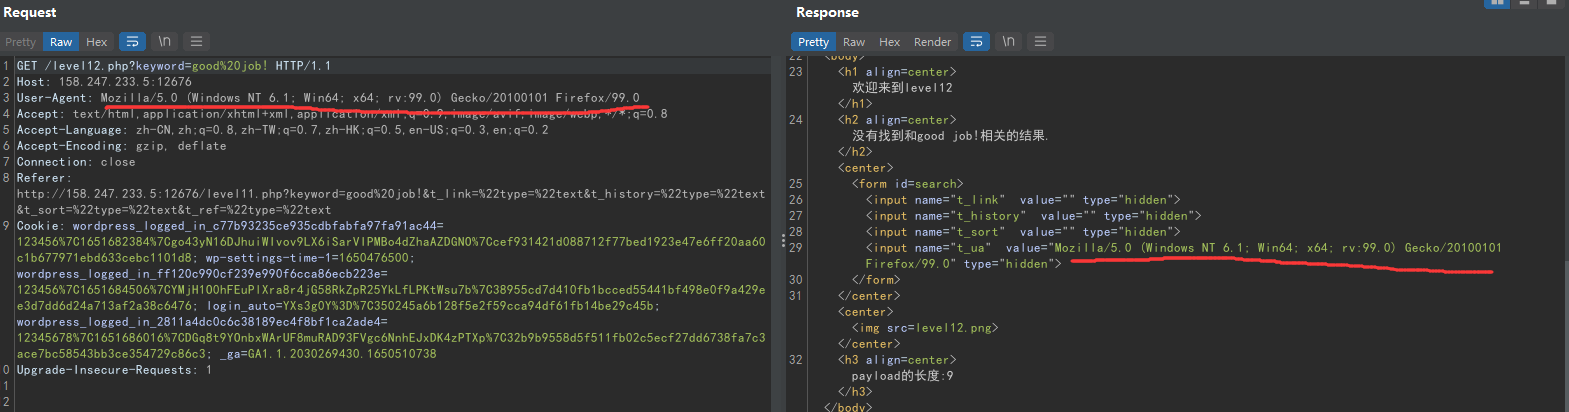 Request
Pretty Raw Hex \n
1 GET /level12.php?keyword=good%20job! HTTP/1.1
2 Host: 158.247.233.5:12676
3 User-Agent: Mozilla/5.0 (Windows NT 6.1; Win64; x64; rv:99.0) Gecko/20100101 Firefox/99.0
4 Accept: text/html,application/xhtml+xml,application/xml;q=0.9,image/avif,image/webp,*/*;q=0.8
5 Accept-Language: zh-CN,zh;q=0.8,zh-TW;q=0.7,zh-HK;q=0.5,en-US;q=0.3,en;q=0.2
6 Accept-Encoding: gzip, deflate
7 Connection: close
8 Referer:
http://158.247.233.5:12676/level11.php?keyword=good%20job!&t_link=%22type=%22text&t_history=%22type=%22text
&t_sort=%22type=%22text&t_ref=%22type=%22text
9 Cookie: wordpress_logged_in_c77b93235ce935cdbfabfa97fa91ac44=
123456%7C1651682384%7Cgo43yN16DJhuiWIvov9LX6iSarVlPMBo4dZhaAZDGNO%7Ccef931421d088712f77bed1923e47e6ff20aa60
c1b677971ebd633cebc1101d8; wp-settings-time-1=1650476500;
wordpress_logged_in_ff120c990cf239e990f6cca86ecb223e=
123456%7C1651684506%7CYMjH1O0hFEuPlXra8r4jG58RkZpR25YkLfLPKtWsu7b%7C38955cd7d410fb1bcced55441bf498e0f9a429ee
e3d7dd6d24a713af2a38c6476; login_auto=YXs3g0Y%3D%7C350245a6b128f5e2f59cca94df61fb14be29c45b;
wordpress_logged_in_2811a4dc0c6c38189ec4f8bf1ca2ade4=
12345678%7C1651686016%7CDGq8t9YOnbxWArUF8muRAD93FVgc6NnhEJxDK4zPTXp%7C32b9b9558d5f511fb02c5ecf27dd6738fa7c3
ace7bc58543bb3ce354729c86c3; _ga=GA1.1.2030269430.1650510738
0 Upgrade-Insecure-Requests: 1
1
2
Response
Pretty Raw Hex Render \n
22 <body>
23 <h1 align=center>
欢迎来到level12
</h1>
24 <h2 align=center>
没有找到和good job!相关的结果.
</h2>
<center>
25 <form id=search>
26 <input name="t_link" value="" type="hidden">
27 <input name="t_history" value="" type="hidden">
28 <input name="t_sort" value="" type="hidden">
29 <input name="t_ua" value="Mozilla/5.0 (Windows NT 6.1; Win64; x64; rv:99.0) Gecko/20100101
Firefox/99.0" type="hidden">
30 </form>
31 </center>
<center>
<img src=level12.png>
</center>
32 <h3 align=center>
payload的长度:9
</h3>
</body>